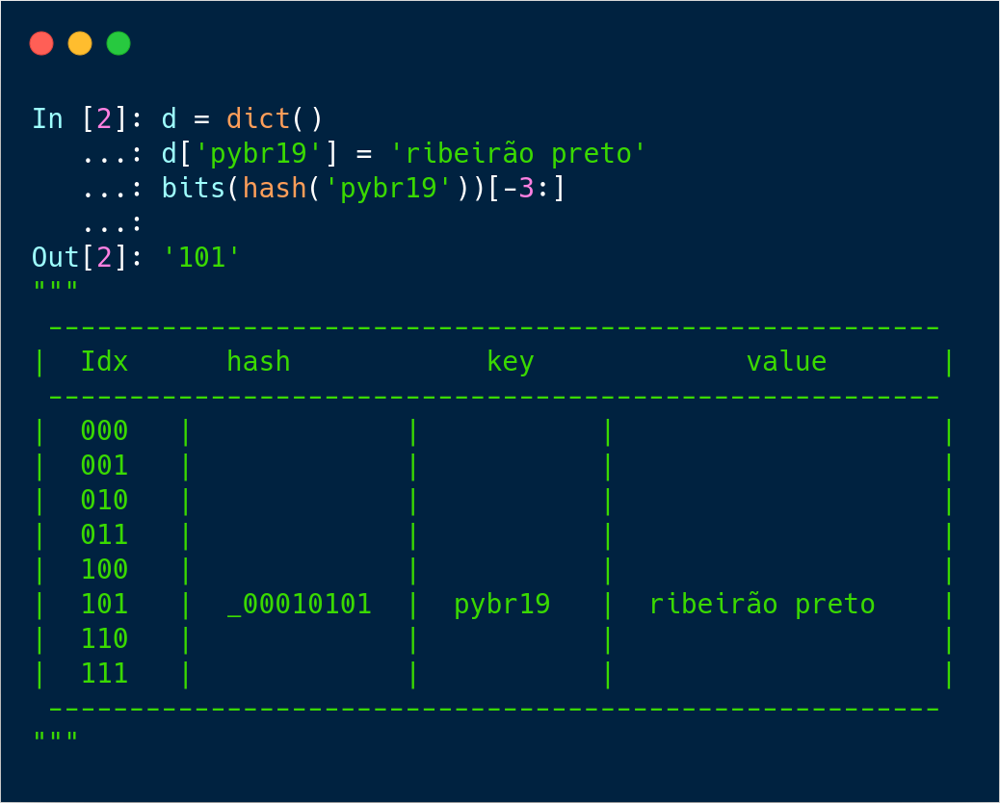 In [2]: d = dict()
   ...: d['pybr19'] = 'ribeirão preto'
   ...: bits(hash('pybr19'))[-3:]
   ...:
Out[2]: '101'
"""
 -------------------------------------------------------
|  Idx      hash            key             value       |
 -------------------------------------------------------
|  000   |             |           |                    |
|  001   |             |           |                    |
|  010   |             |           |                    |
|  011   |             |           |                    |
|  100   |             |           |                    |
|  101   |  _00010101  |  pybr19   |  ribeirão preto    |
|  110   |             |           |                    |
|  111   |             |           |                    |
 -------------------------------------------------------
"""